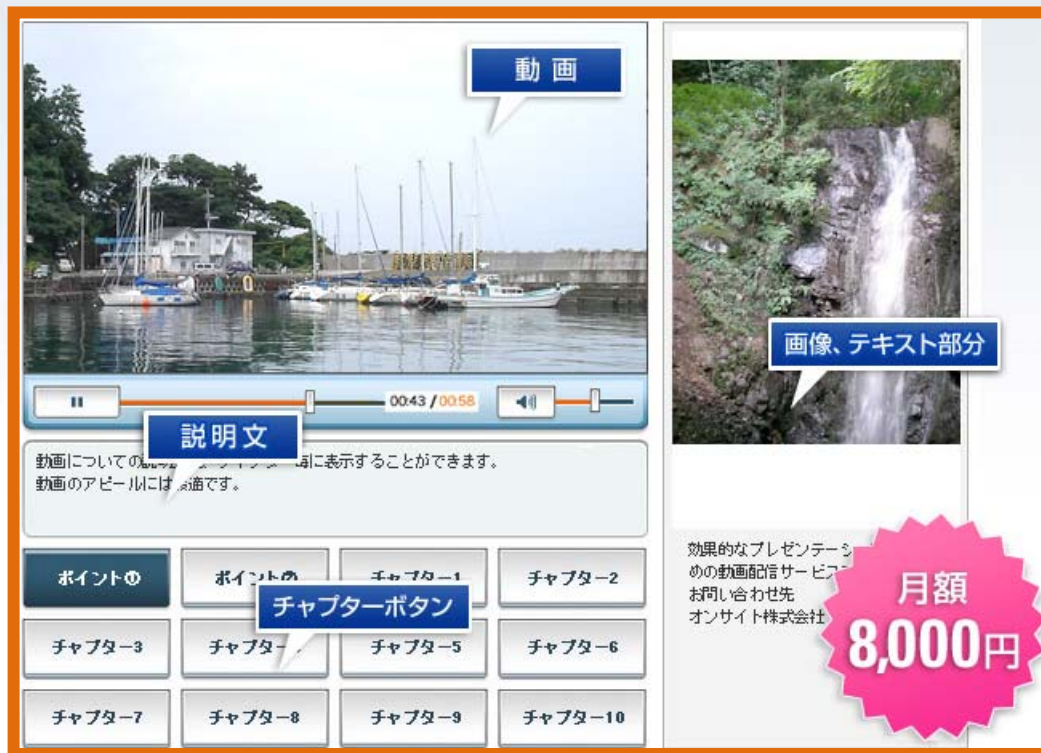 動画
00:43 / 00:58
説明文
動画についての 毎に表示することができます。
動画のアピールには 適です。
ポイント①
ポイント
チャプター1
チャプター2
チャプターボタン
チャプター3
チャプター
チャプター5
チャプター6
チャプター7
チャプター8
チャプター9
チャプター10
画像、テキスト部分
効果的なプレゼンテーシ
めの動画配信サービス
お問い合わせ先
オンサイト株式会社
月額
8,000円